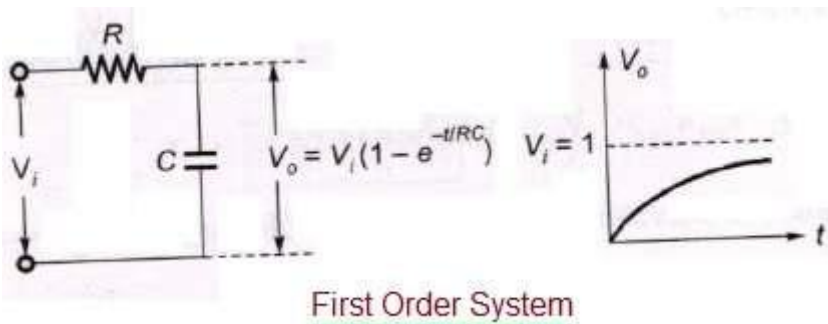 R
V_i
C
V_o = V_i (1 – e^{–t/RC})
V_o
V_i = 1
t
First Order System